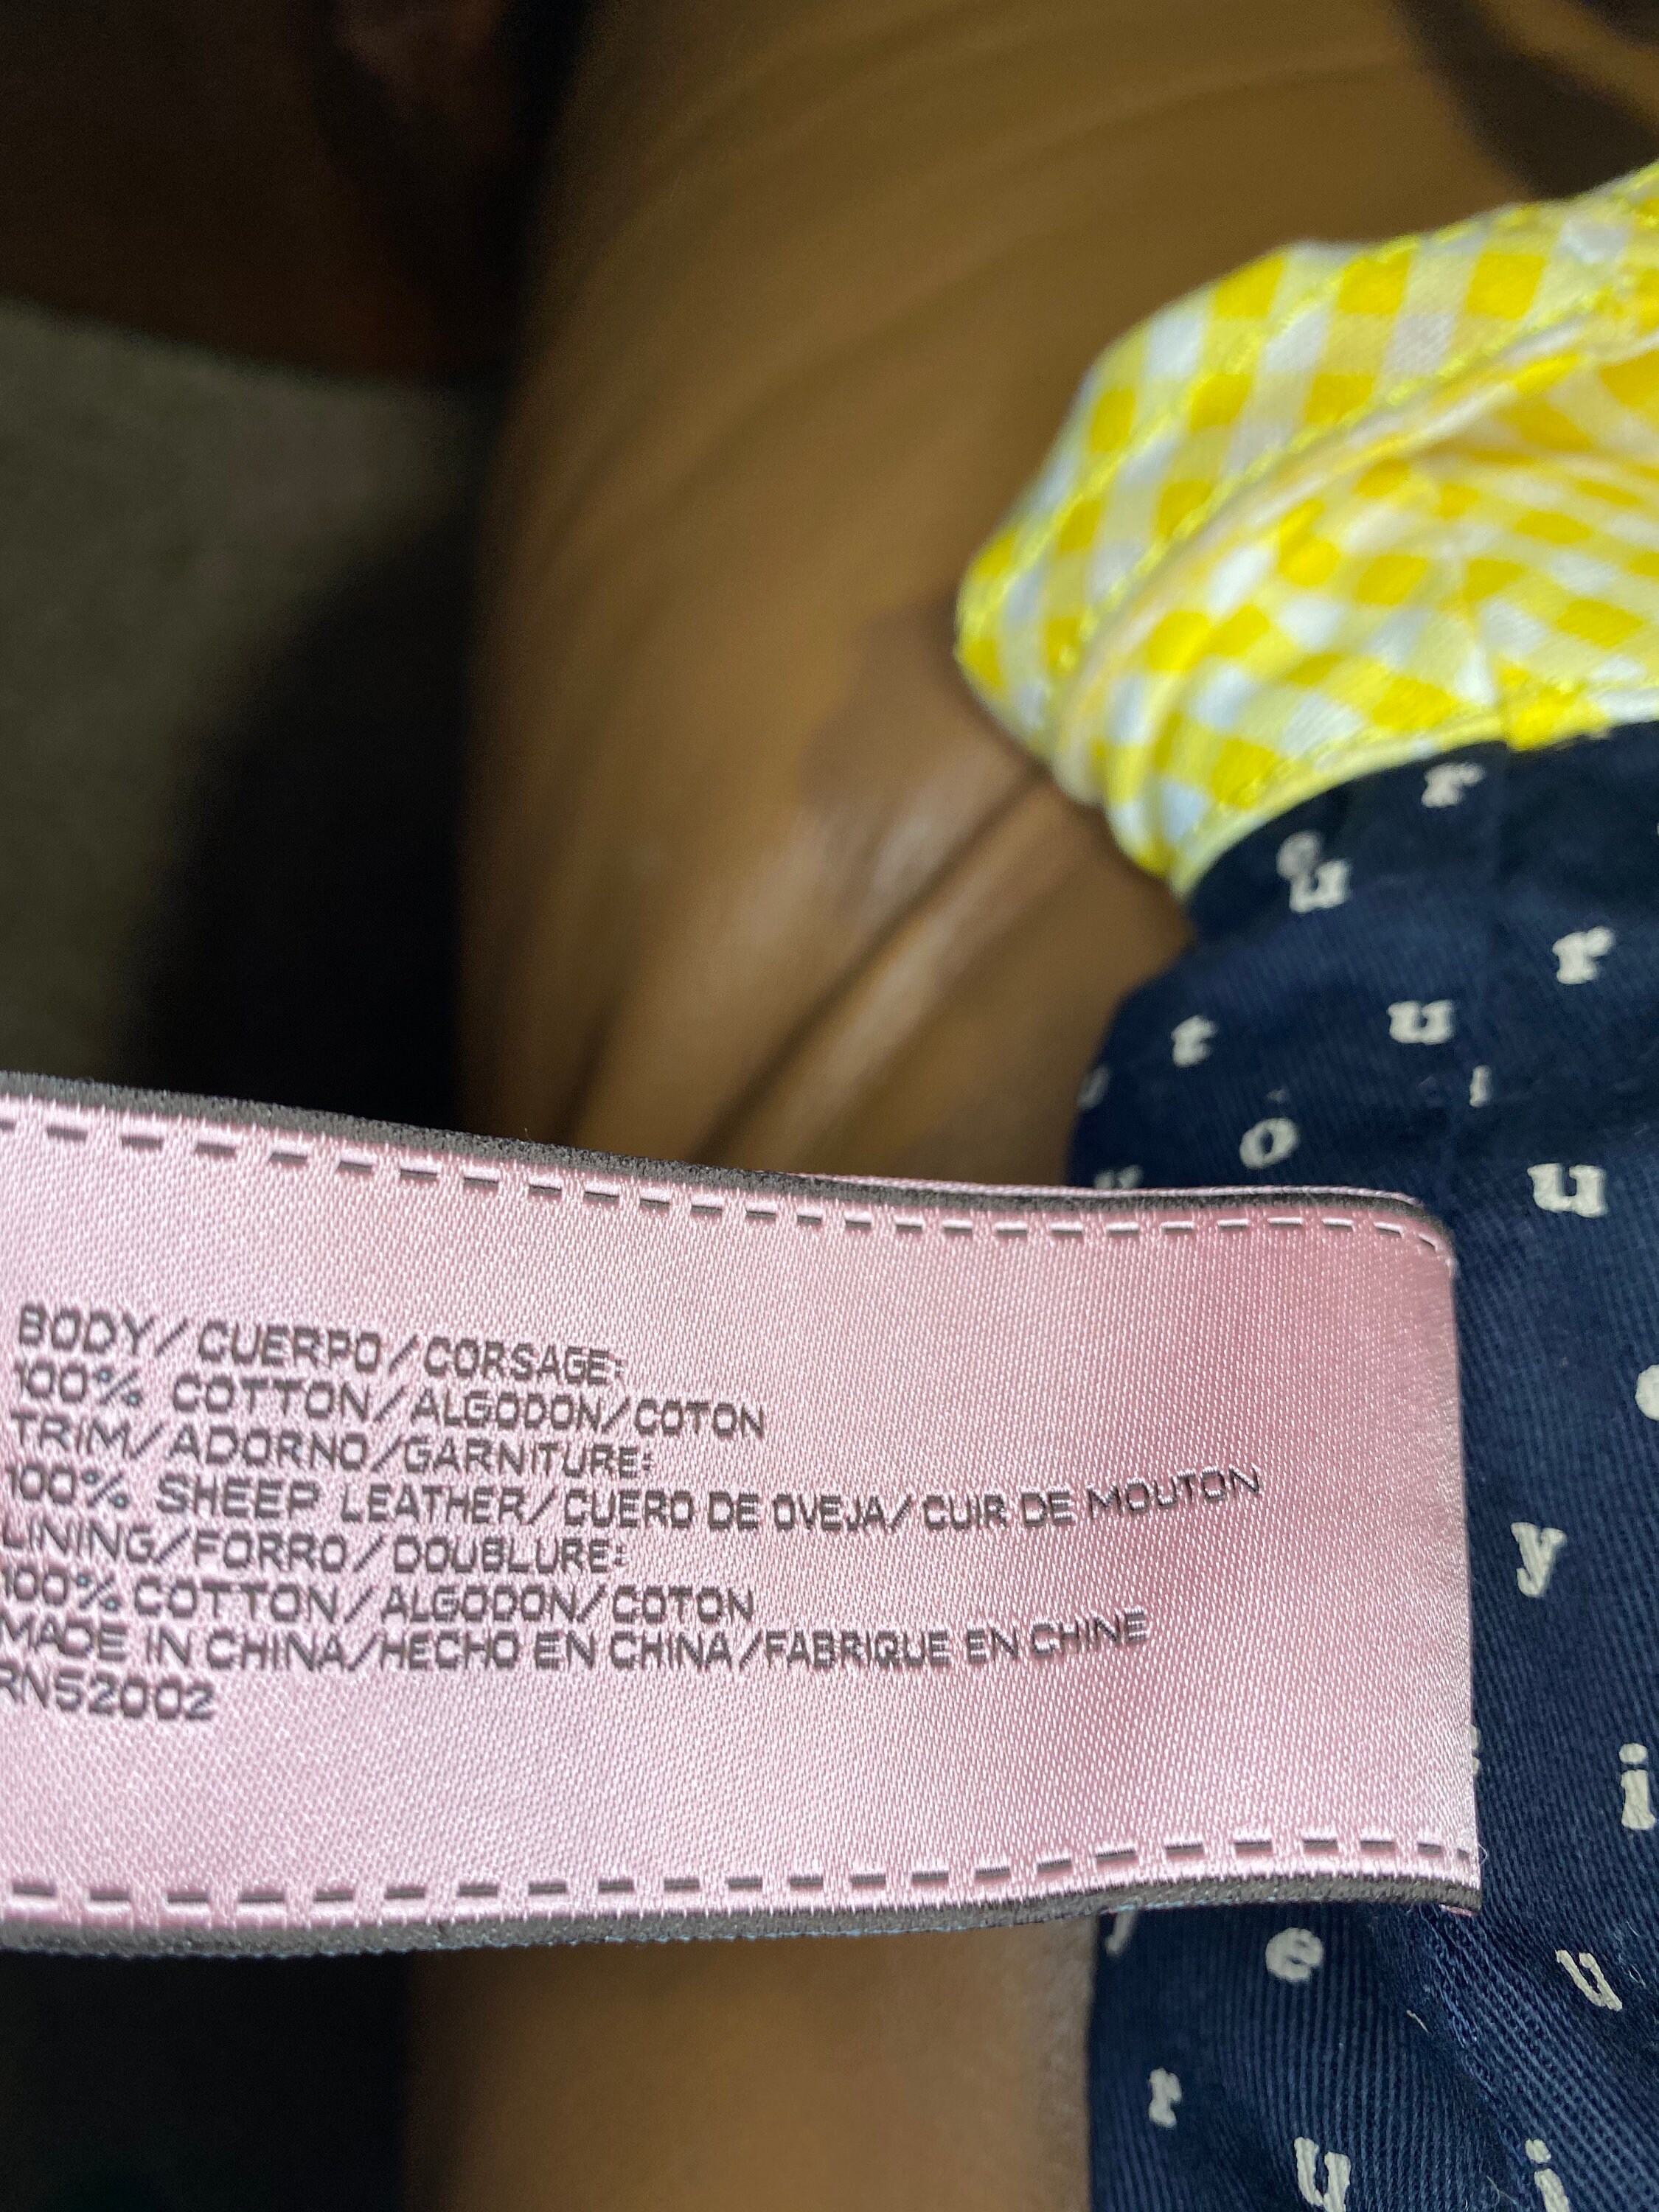 BODY/CUERPO/CORSAGE:
100% COTTON/ALGODON/COTON
TRIM/ADORNO/GARNITURE:
100% SHEEP LEATHER/CUERO DE OVEJA/CUIR DE MOUTON
LINING/FORRO/DOUBLURE:
100% COTTON/ALGODON/COTON
MADE IN CHINA/HECHO EN CHINA/FABRIQUE EN CHINE
RN52002
r
e
u
r
t
u
o
u
y
i
e
u
r
u
i